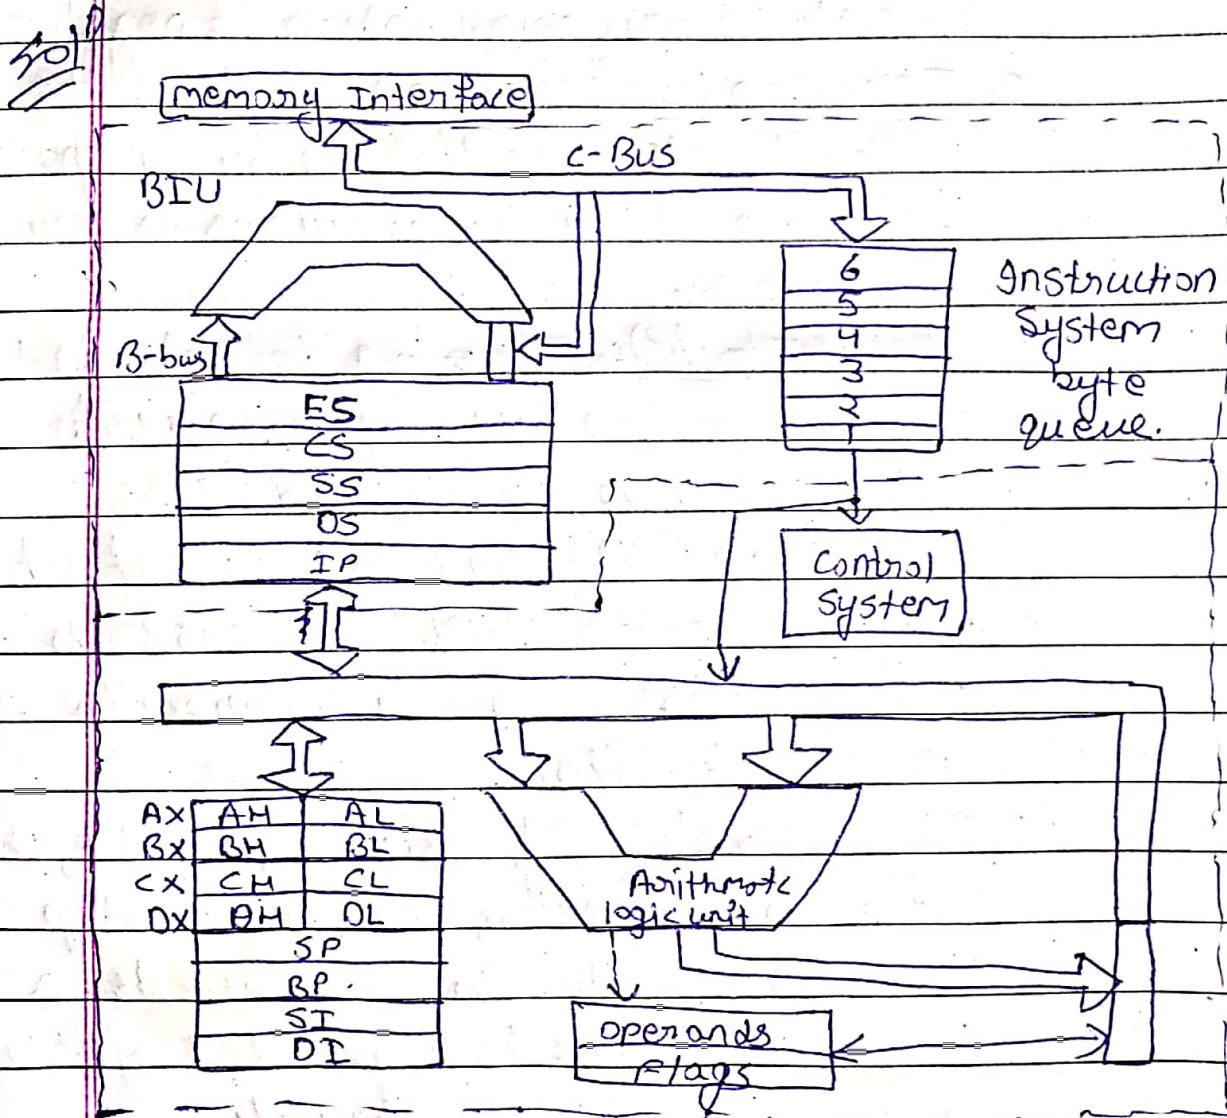 Solⁿ
Memory Interface
C-Bus
BIU
6
5
4
3
2
1
Instruction
System
byte
queue.
B-bus
ES
CS
SS
DS
IP
Control
System
AX AH AL
BX BH BL
CX CH CL
DX DH DL
SP
BP.
SI
DI
Arithmetc
logic unit
Operands
Flags